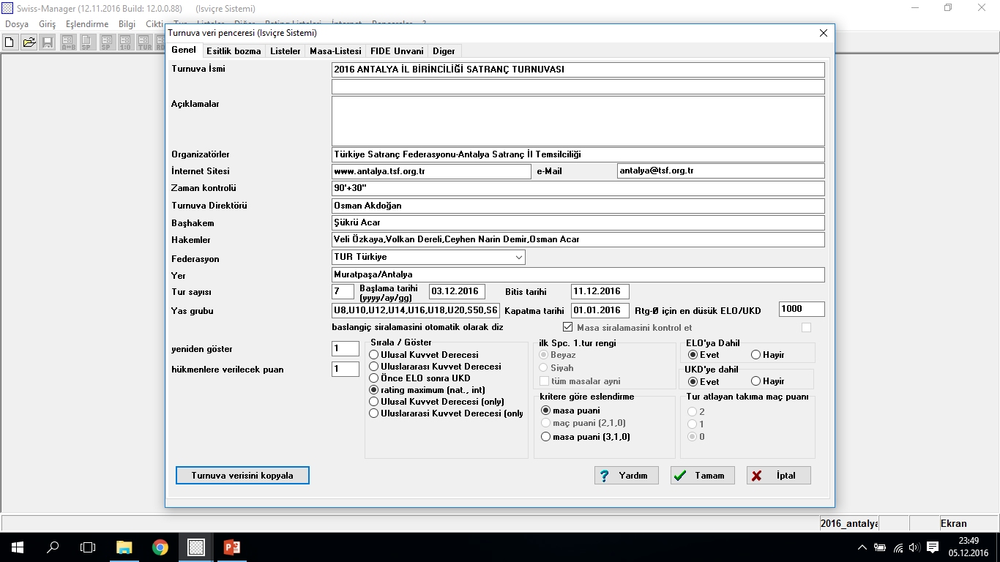 Swiss-Manager (12.11.2016 Build: 12.0.0.88) (Isviçre Sistemi)
Dosya Giriş Eşlendirme Bilgi Cikti
Turnuva veri penceresi (Isviçre Sistemi)
Genel Esitlik bozma Listeler Masa-Listesi FIDE Unvani Diger
Turnuva İsmi 2016 ANTALYA İL BİRİNCİLİĞİ SATRANÇ TURNUVASI
Açıklamalar
Organizatörler Türkiye Satranç Federasyonu-Antalya Satranç İl Temsilciliği
İnternet Sitesi www.antalya.tsf.org.tr e-Mail antalya@tsf.org.tr
Zaman kontrolü 90'+30''
Turnuva Direktörü Osman Akdoğan
Başhakem Şükrü Acar
Hakemler Veli Özkaya,Volkan Dereli,Ceyhen Narin Demir,Osman Acar
Federasyon TUR Türkiye
Yer Muratpaşa/Antalya
Tur sayısı 7 Başlama tarihi 03.12.2016 Bitis tarihi 11.12.2016
(yyyy/ay/gg)
Yas grubu U8,U10,U12,U14,U16,U18,U20,S50,S6 Kapatma tarihi 01.01.2016 Rtg-Ø için en düsük ELO/UKD 1000
baslangiç siralamasini otomatik olarak diz Masa siralamasini kontrol et
yeniden göster 1
hükmenlere verilecek puan 1
Sırala / Göster
Ulusal Kuvvet Derecesi
Uluslararası Kuvvet Derecesi
Önce ELO sonra UKD
rating maximum (nat., int)
Ulusal Kuvvet Derecesi (only)
Uluslararasi Kuvvet Derecesi (only
ilk Spc. 1.tur rengi
Beyaz
Siyah
tüm masalar ayni
kritere göre eslendirme
masa puani
maç puani (2,1,0)
masa puani (3,1,0)
ELO'ya Dahil
Evet Hayir
UKD'ye dahil
Evet Hayir
Tur atlayan takıma maç puanı
2
1
0
Turnuva verisini kopyala Yardım Tamam İptal
2016_antalya Ekran
23:49
05.12.2016